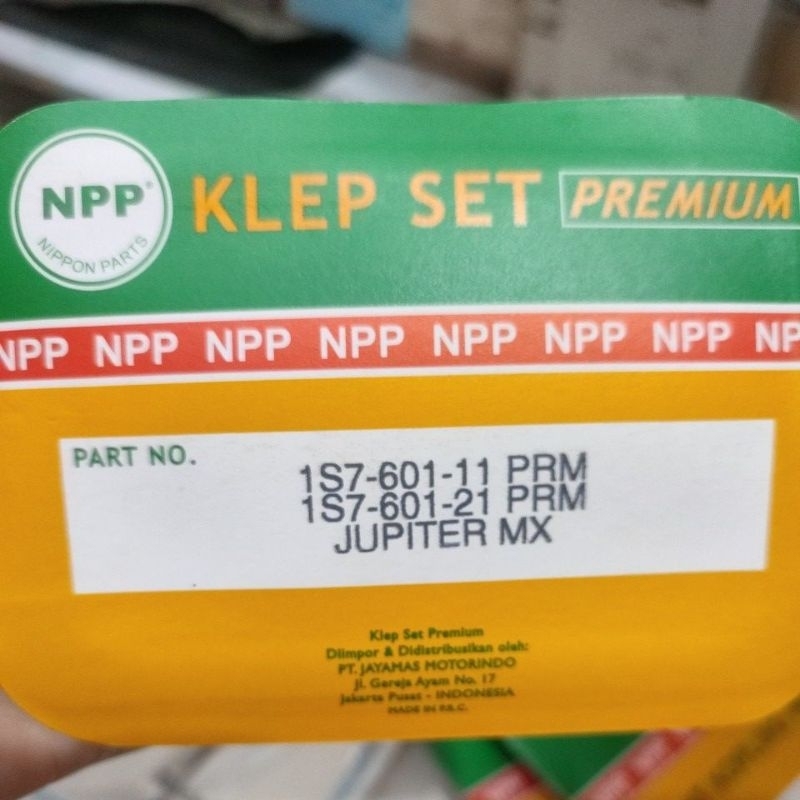 NPP®
NIPPON PARTS
KLEP SET PREMIUM
NPP NPP NPP NPP NPP NPP NPP NP
PART NO.
1S7-601-11 PRM
1S7-601-21 PRM
JUPITER MX
Klep Set Premium
Diimpor & Didistribusikan oleh:
PT. JAYAMAS MOTORINDO
Jl. Gereja Ayam No. 17
Jakarta Pusat - INDONESIA
MADE IN P.R.C.